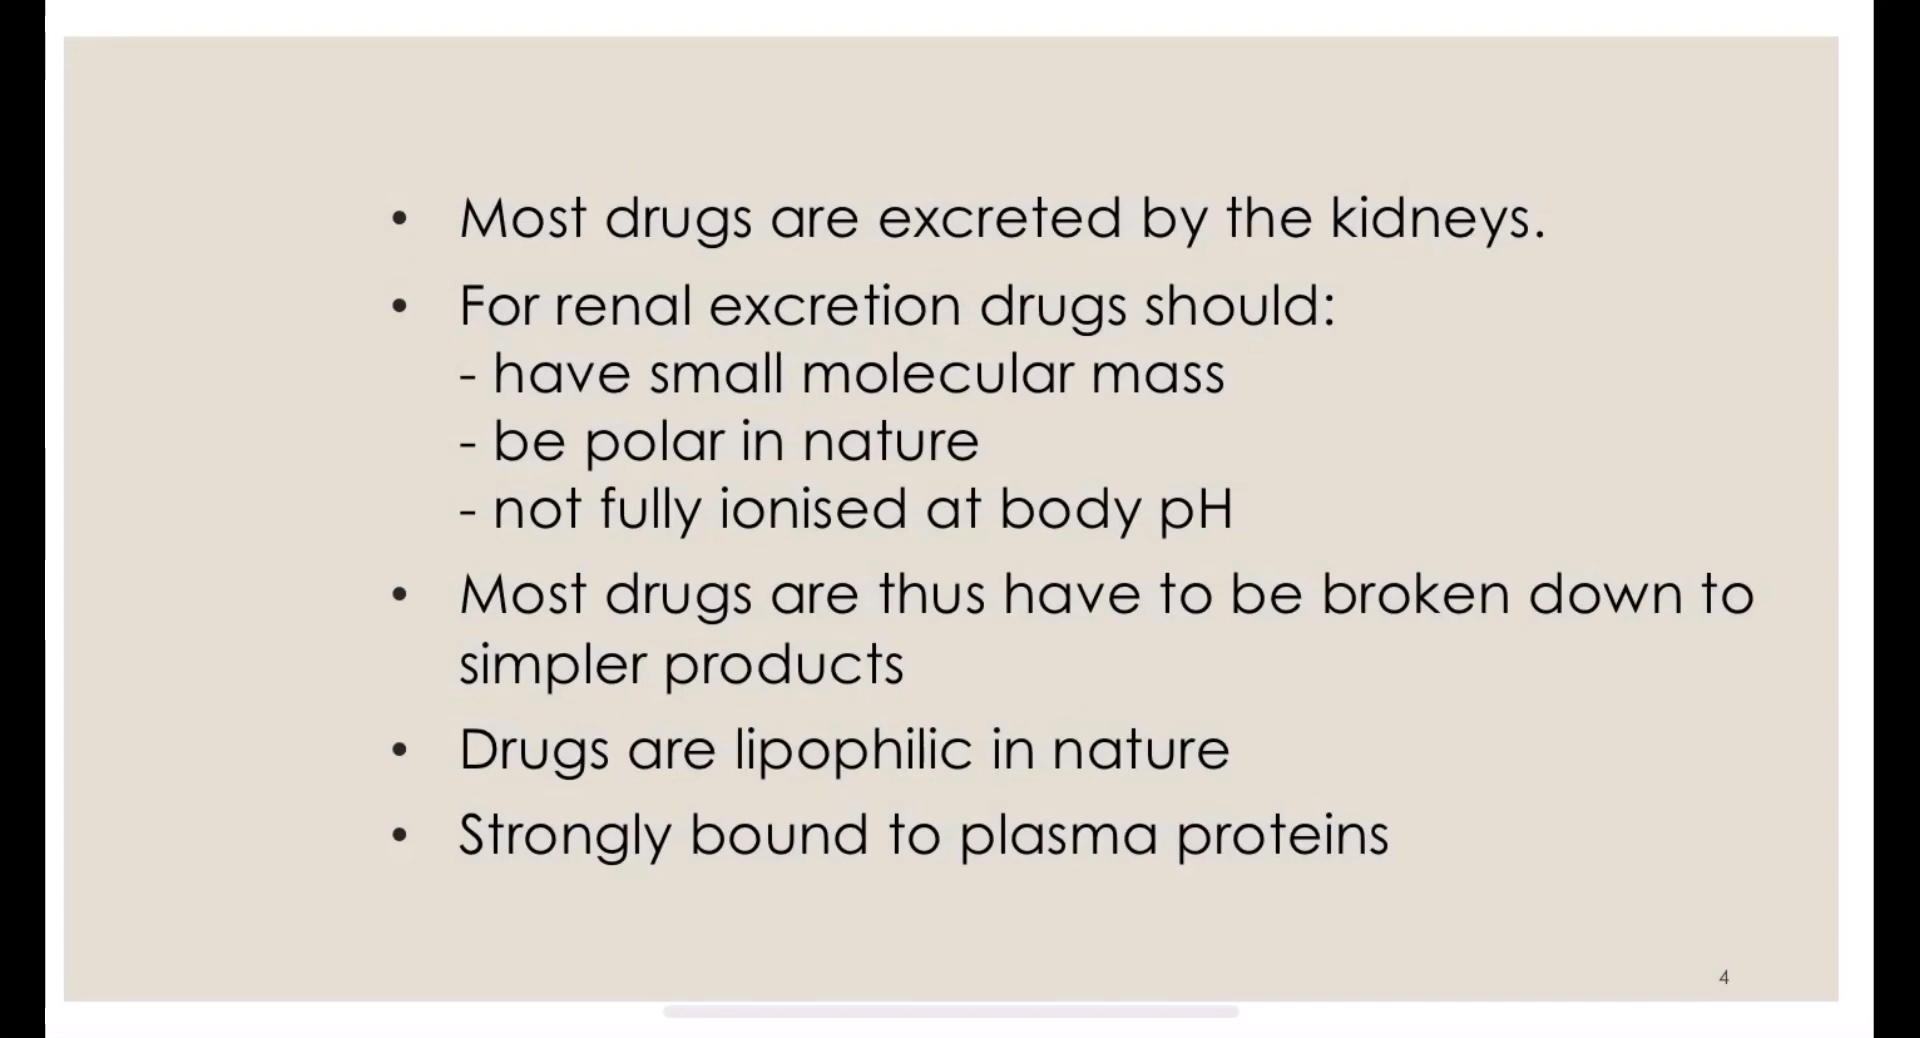 • Most drugs are excreted by the kidneys.
• For renal excretion drugs should:
- have small molecular mass
- be polar in nature
- not fully ionised at body pH
• Most drugs are thus have to be broken down to
simpler products
• Drugs are lipophilic in nature
• Strongly bound to plasma proteins
4